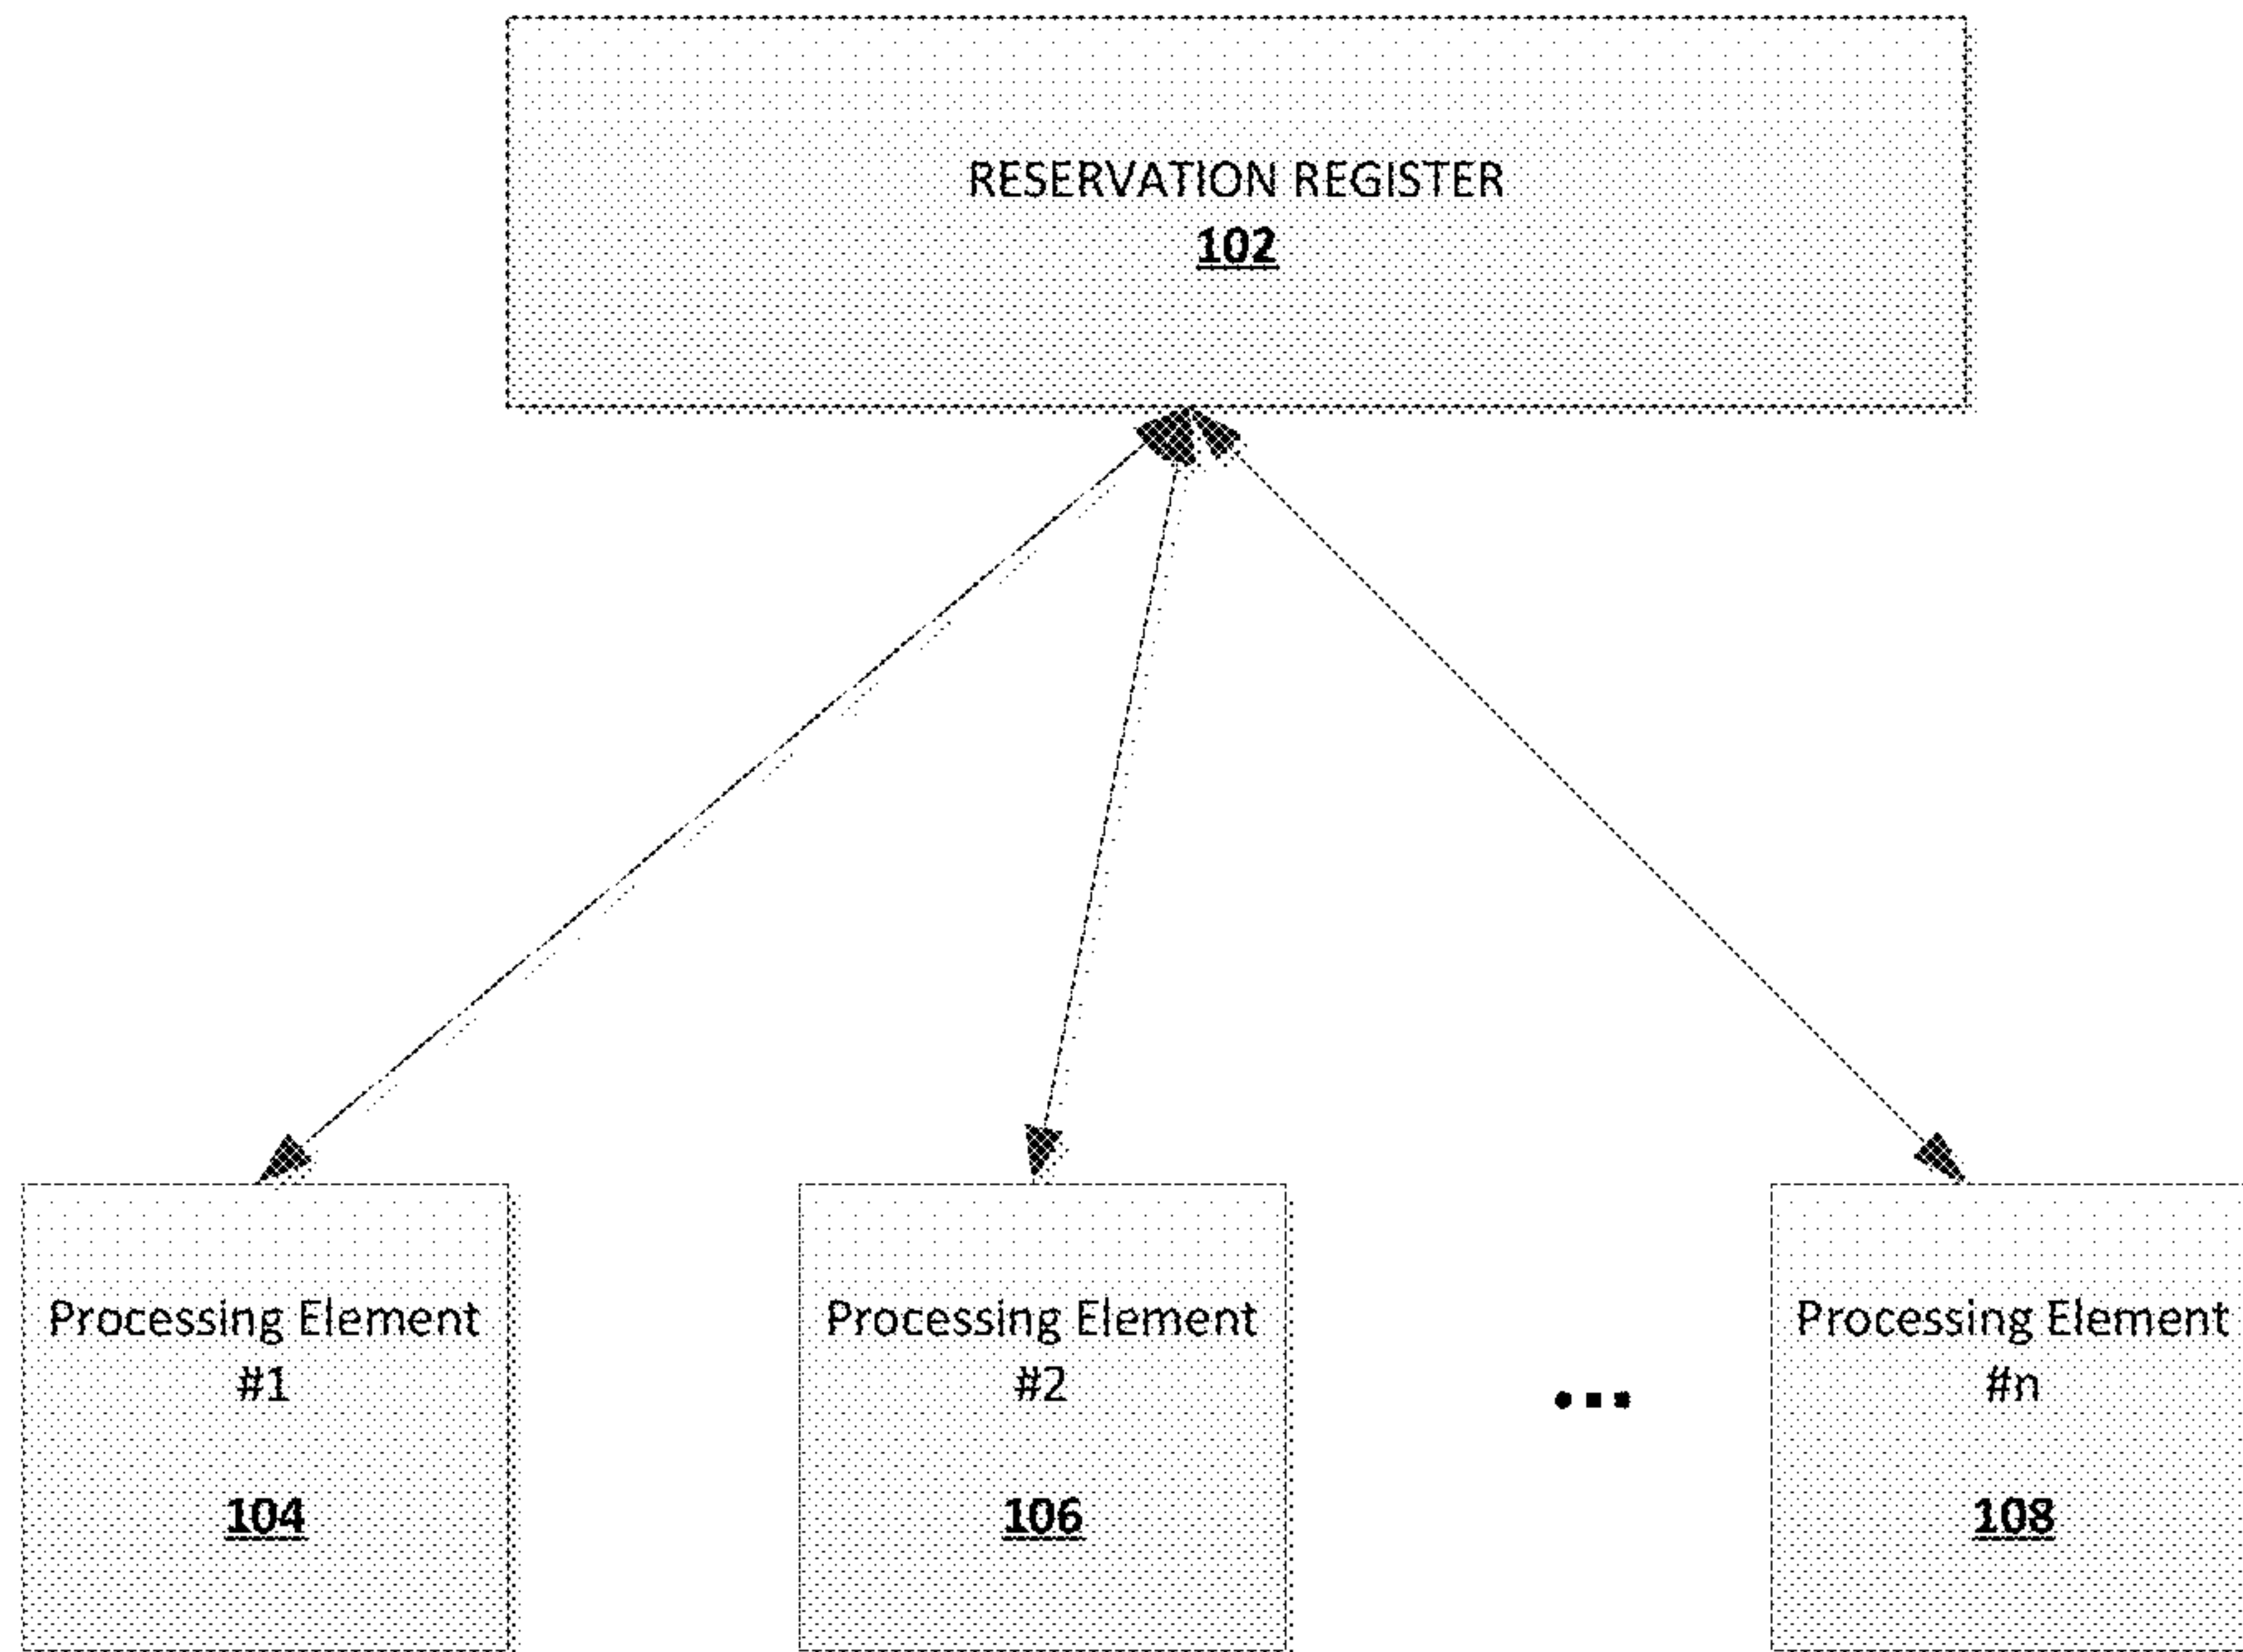 RESERVATION REGISTER
102
Processing Element
#1
104
Processing Element
#2
106
...
Processing Element
#n
108